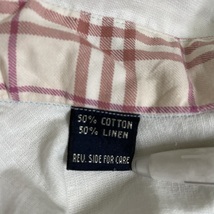 50% COTTON
50% LINEN
REV. SIDE FOR CARE